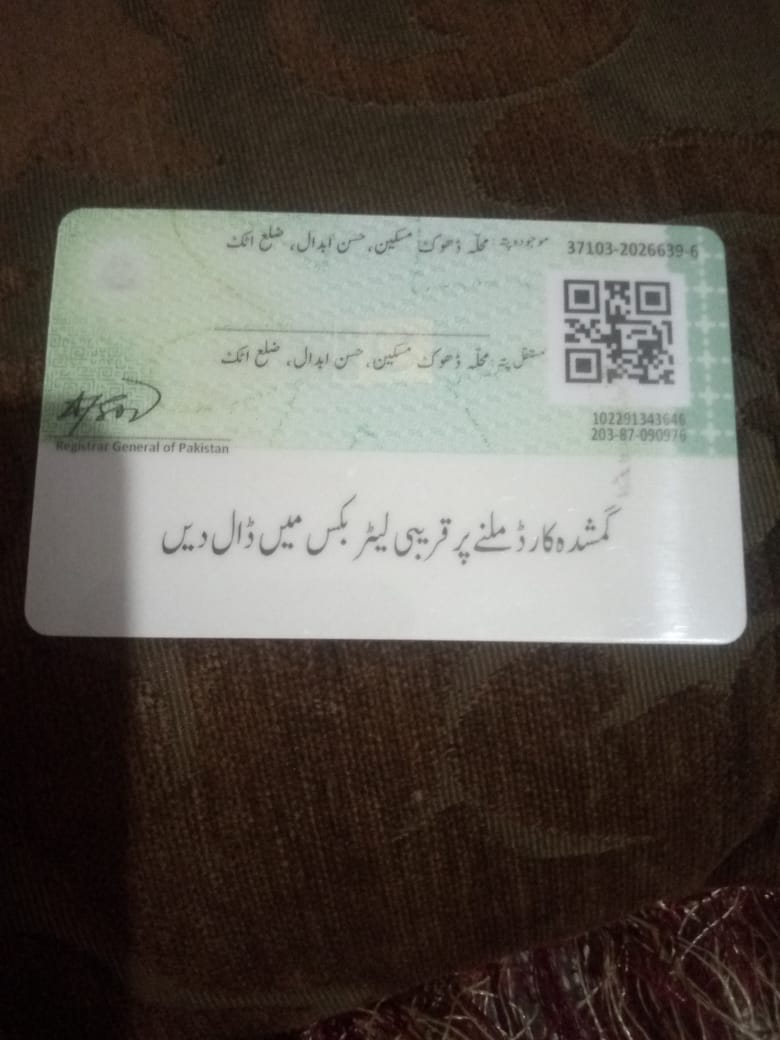 37103-2026639-6
موجودہ پتہ: محلہ ڈھوک مسکین، حسن ابدال، ضلع اٹک
مستقل پتہ: محلہ ڈھوک مسکین، حسن ابدال، ضلع اٹک
102291343646
203-87-090976
Registrar General of Pakistan
گمشدہ کارڈ ملنے پر قریبی لیٹر بکس میں ڈال دیں